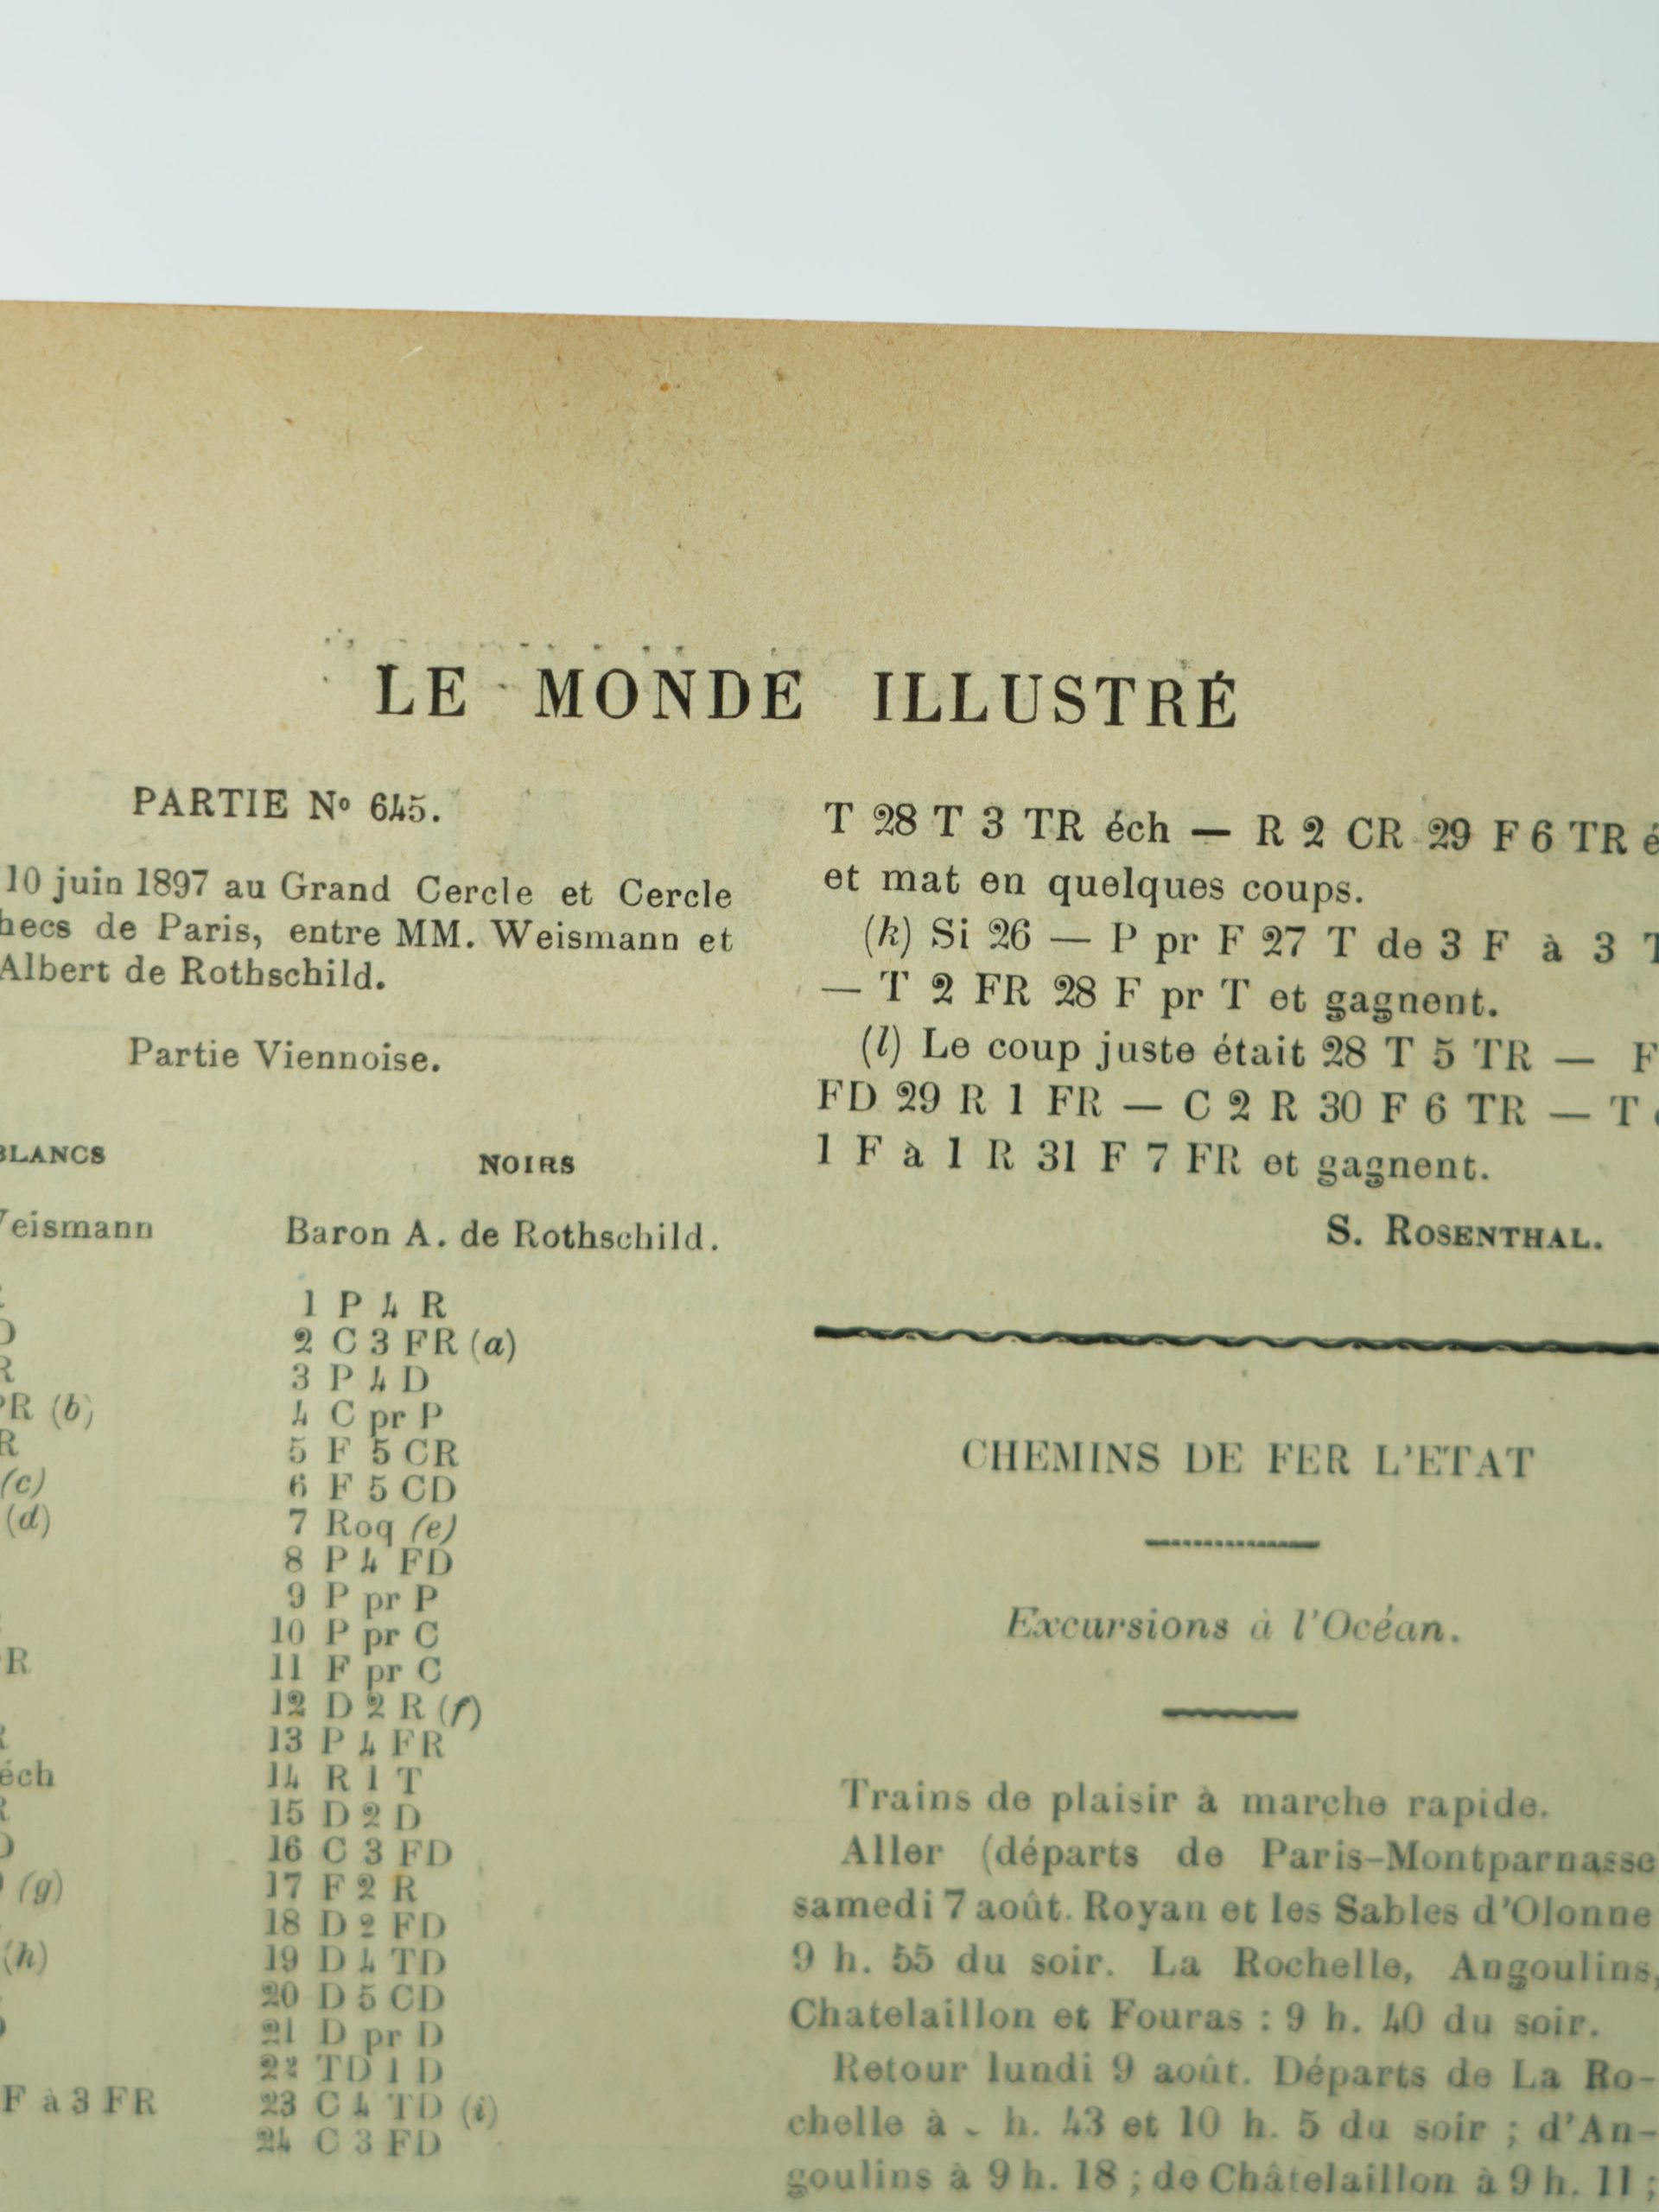 LE MONDE ILLUSTRÉ
PARTIE Nº 645.
10 juin 1897 au Grand Cercle et Cercle
de Paris, entre MM. Weismann et
Albert de Rothschild.
Partie Viennoise.
BLANCS NOIRS
Weismann Baron A. de Rothschild.
1 P 4 R
2 C 3 FR (a)
3 P 4 D
PR (b) 4 C pr P
R 5 F 5 CR
(c) 6 F 5 CD
(d) 7 Roq (e)
8 P 4 FD
9 P pr P
10 P pr C
R 11 F pr C
12 D 2 R (f)
13 P 4 FR
éch 14 R 1 T
15 D 2 D
16 C 3 FD
(g) 17 F 2 R
18 D 2 FD
(h) 19 D 4 TD
20 D 5 CD
21 D pr D
22 TD 1 D
F à 3 FR 23 C 4 TD (i)
24 C 3 FD
T 28 T 3 TR éch — R 2 CR 29 F 6 TR
et mat en quelques coups.
(k) Si 26 — P pr F 27 T de 3 F à 3
— T 2 FR 28 F pr T et gagnent.
(l) Le coup juste était 28 T 5 TR — F
FD 29 R 1 FR — C 2 R 30 F 6 TR — T
1 F à 1 R 31 F 7 FR et gagnent.
S. ROSENTHAL.
CHEMINS DE FER L'ETAT
Excursions à l'Océan.
Trains de plaisir à marche rapide.
Aller (départs de Paris-Montparnasse
samedi 7 août. Royan et les Sables d'Olonne
9 h. 55 du soir. La Rochelle, Angoulins,
Chatelaillon et Fouras : 9 h. 40 du soir.
Retour lundi 9 août. Départs de La Ro-
chelle à h. 43 et 10 h. 5 du soir ; d'An-
goulins à 9 h. 18 ; de Châtelaillon à 9 h. 11 ;